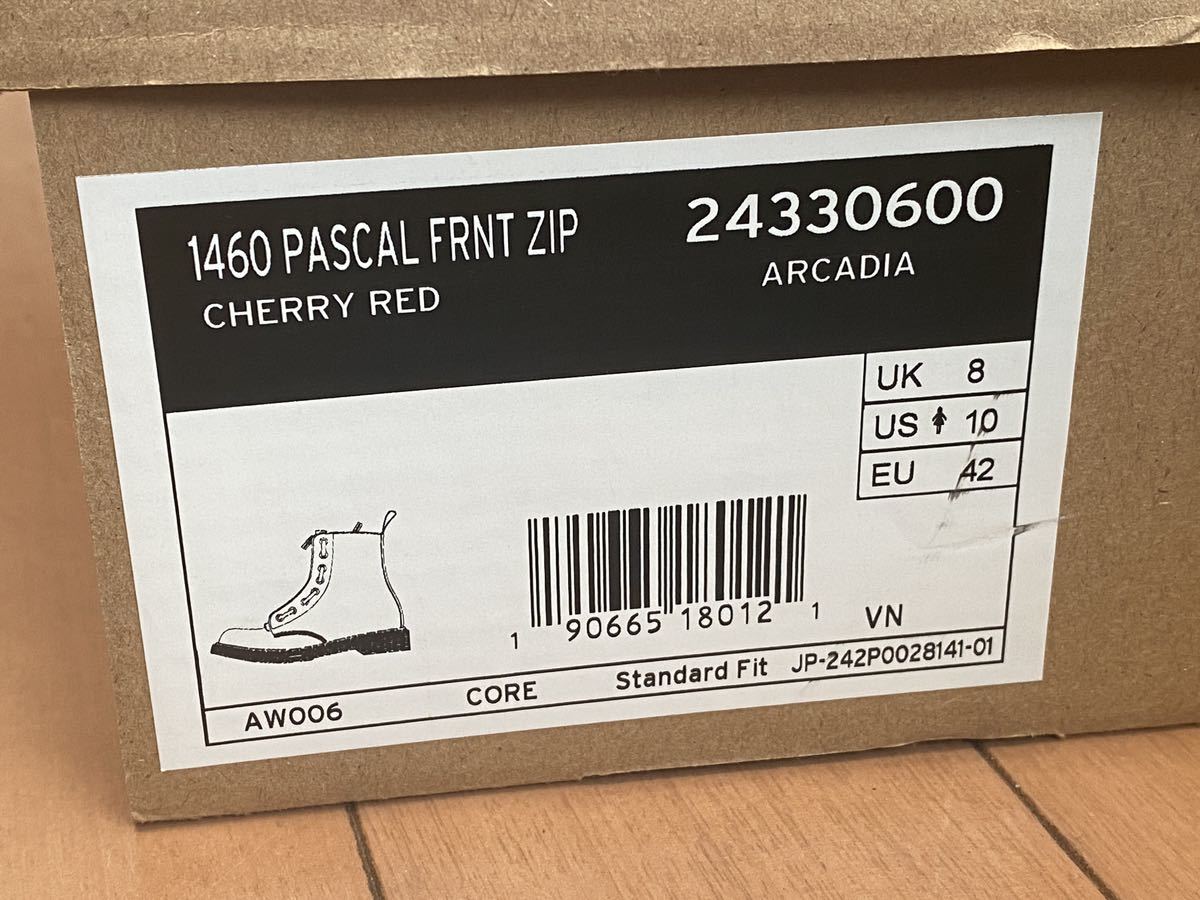 1460 PASCAL FRNT ZIP
CHERRY RED
24330600
ARCADIA
UK 8
US 10
EU 42
1 90665 18012 1
VN
AW006 CORE Standard Fit JP-242P0028141-01